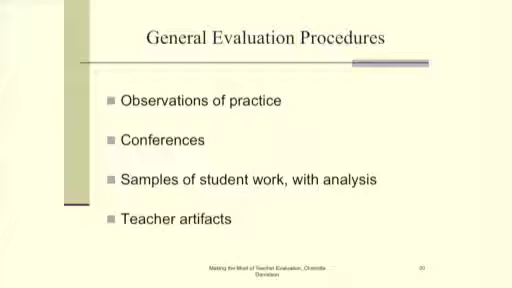 General Evaluation Procedures
Observations of practice
Conferences
Samples of student work, with analysis
Teacher artifacts
Making the Most of Teacher Evaluation, Charlotte
Danielson